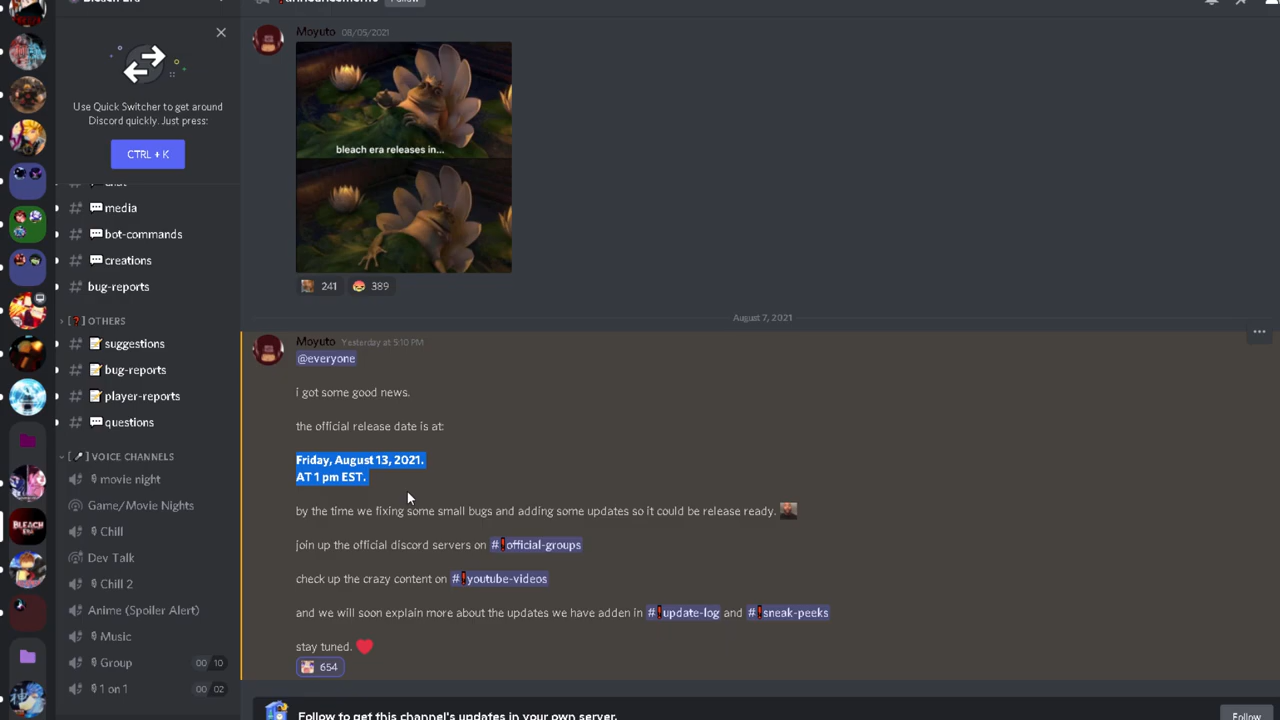 Bleach Era
announcements
Follow
Use Quick Switcher to get around
Discord quickly. Just press:
CTRL + K
chat
media
bot-commands
creations
bug-reports
OTHERS
suggestions
bug-reports
player-reports
questions
VOICE CHANNELS
movie night
Game/Movie Nights
Chill
Dev Talk
Chill 2
Anime (Spoiler Alert)
Music
Group 00 10
1 on 1 00 02
BLEACH
ERA
Moyuto 08/05/2021
bleach era releases in...
241 389
August 7, 2021
Moyuto Yesterday at 5:10 PM
@everyone
i got some good news.
the official release date is at:
Friday, August 13, 2021.
AT 1 pm EST.
by the time we fixing some small bugs and adding some updates so it could be release ready.
join up the official discord servers on #❗official-groups
check up the crazy content on #❗youtube-videos
and we will soon explain more about the updates we have adden in #❗update-log and #❗sneak-peeks
stay tuned. ❤
654
Follow to get this channel's updates in your own server.
Follow